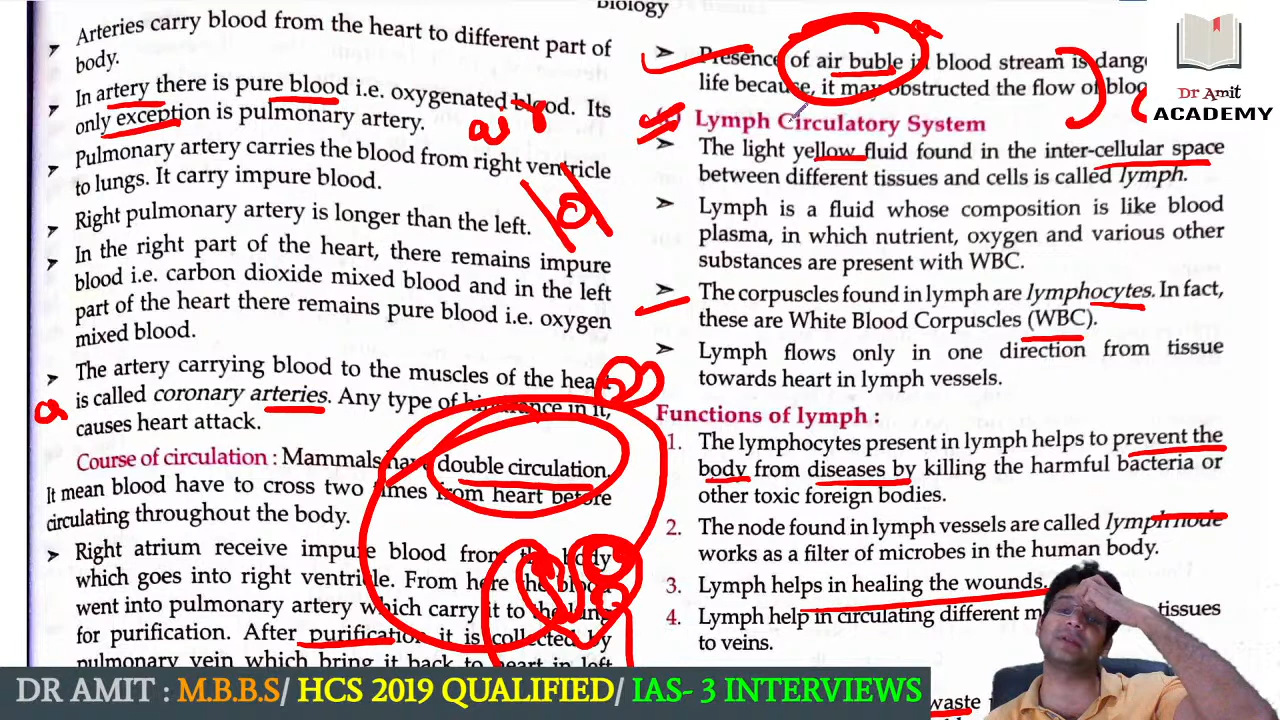 biology
Arteries carry blood from the heart to different part of
body.
In artery there is pure blood i.e. oxygenated blood. Its
only exception is pulmonary artery.
air
Pulmonary artery carries the blood from right ventricle
to lungs. It carry impure blood.
Right pulmonary artery is longer than the left.
In the right part of the heart, there remains impure
blood i.e. carbon dioxide mixed blood and in the left
part of the heart there remains pure blood i.e. oxygen
mixed blood.
The artery carrying blood to the muscles of the heart
is called coronary arteries. Any type of hindrance in it,
causes heart attack.
Course of circulation : Mammals have double circulation.
It mean blood have to cross two times from heart before
circulating throughout the body.
Right atrium receive impure blood from the body
which goes into right ventricle. From here the blood
went into pulmonary artery which carry it to the lung
for purification. After purification it is collected by
pulmonary vein which bring it back to heart in left
Presence of air buble in blood stream is dange
life because, it may obstructed the flow of bloo
Lymph Circulatory System
The light yellow fluid found in the inter-cellular space
between different tissues and cells is called lymph.
Lymph is a fluid whose composition is like blood
plasma, in which nutrient, oxygen and various other
substances are present with WBC.
The corpuscles found in lymph are lymphocytes. In fact,
these are White Blood Corpuscles (WBC).
Lymph flows only in one direction from tissue
towards heart in lymph vessels.
Functions of lymph :
1. The lymphocytes present in lymph helps to prevent the
body from diseases by killing the harmful bacteria or
other toxic foreign bodies.
2. The node found in lymph vessels are called lymph node
works as a filter of microbes in the human body.
3. Lymph helps in healing the wounds.
4. Lymph help in circulating different m tissues
to veins.
waste
Dr Amit
ACADEMY
DR AMIT : M.B.B.S/ HCS 2019 QUALIFIED/ IAS- 3 INTERVIEWS